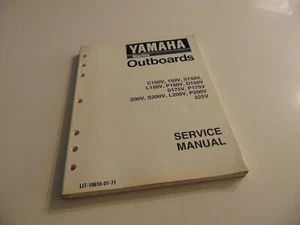 YAMAHA
Outboards
C150V, 150V, S150V,
L150V, P150V, D150V
S175V, P175V
200V, S200V, L200V, P200V
225V
SERVICE
MANUAL
LIT-18616-01-71